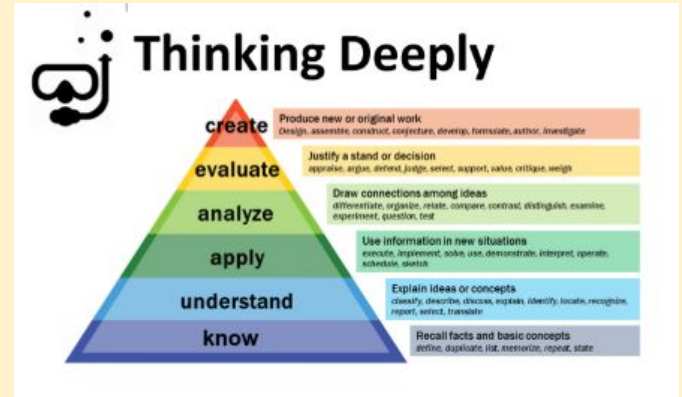 Thinking Deeply
create
Produce new or original work
Design, assemble, construct, conjecture, develop, formulate, author, investigate
evaluate
Justify a stand or decision
appraise, argue, defend, judge, select, support, value, critique, weigh
analyze
Draw connections among ideas
differentiate, organize, relate, compare, contrast, distinguish, examine,
experiment, question, test
apply
Use information in new situations
execute, implement, solve, use, demonstrate, interpret, operate,
schedule, sketch
understand
Explain ideas or concepts
classify, describe, discuss, explain, identify, locate, recognize,
report, select, translate
know
Recall facts and basic concepts
define, duplicate, list, memorize, repeat, state